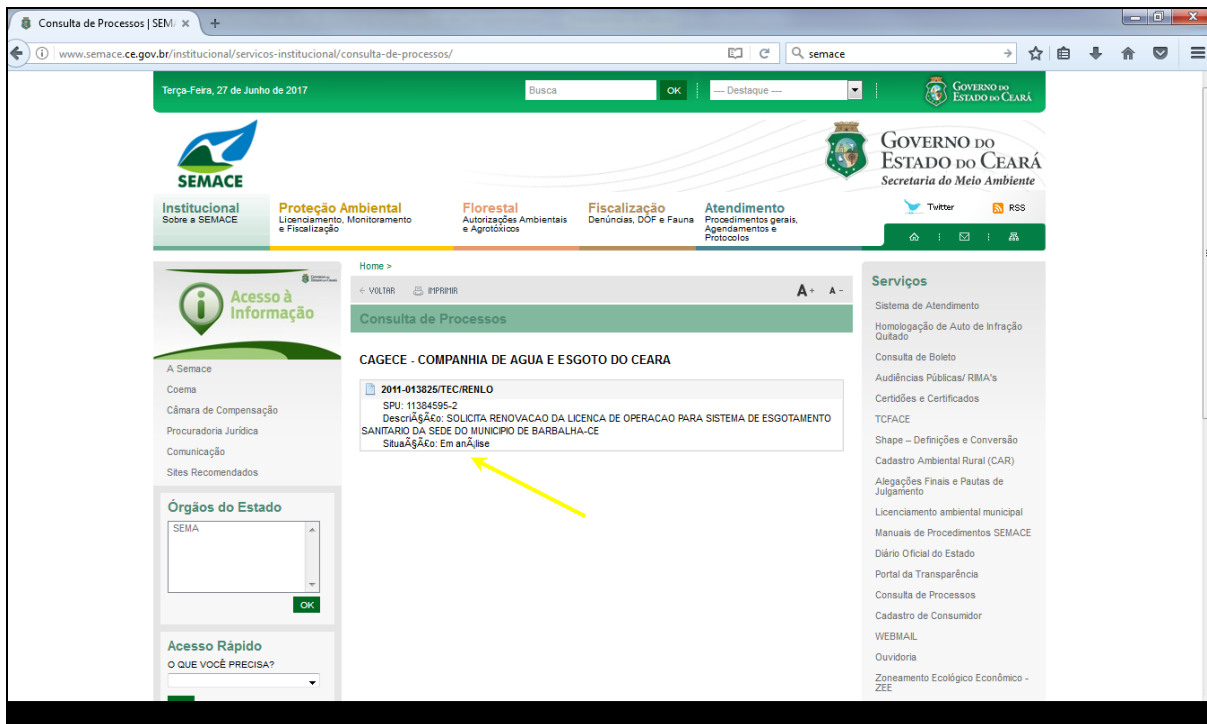 Consulta de Processos | SEM
www.semace.ce.gov.br/institucional/servicos-institucional/consulta-de-processos/
semace
Terça-Feira, 27 de Junho de 2017
Busca
OK
--- Destaque ---
GOVERNO DO
ESTADO DO CEARÁ
SEMACE
GOVERNO DO
ESTADO DO CEARÁ
Secretaria do Meio Ambiente
Institucional
Sobre a SEMACE
Proteção Ambiental
Licenciamento, Monitoramento
e Fiscalização
Florestal
Autorizações Ambientais
e Agrotóxicos
Fiscalização
Denúncias, DOF e Fauna
Atendimento
Procedimentos gerais,
Agendamentos e
Protocolos
Twitter
RSS
Acesso à
Informação
A Semace
Coema
Câmara de Compensação
Procuradoria Jurídica
Comunicação
Sites Recomendados
Órgãos do Estado
SEMA
OK
Acesso Rápido
O QUE VOCÊ PRECISA?
Home >
VOLTAR
IMPRIMIR
A+
A-
Consulta de Processos
CAGECE - COMPANHIA DE AGUA E ESGOTO DO CEARA
2011-013825/TEC/RENLO
SPU: 11384595-2
DescriÃ§Ã£o: SOLICITA RENOVACAO DA LICENCA DE OPERACAO PARA SISTEMA DE ESGOTAMENTO
SANITARIO DA SEDE DO MUNICIPIO DE BARBALHA-CE
SituaÃ§Ã£o: Em anÃ¡lise
Serviços
Sistema de Atendimento
Homologação de Auto de Infração
Quitado
Consulta de Boleto
Audiências Públicas/ RIMA's
Certidões e Certificados
TCFACE
Shape – Definições e Conversão
Cadastro Ambiental Rural (CAR)
Alegações Finais e Pautas de
Julgamento
Licenciamento ambiental municipal
Manuais de Procedimentos SEMACE
Diário Oficial do Estado
Portal da Transparência
Consulta de Processos
Cadastro de Consumidor
WEBMAIL
Ouvidoria
Zoneamento Ecológico Econômico -
ZEE